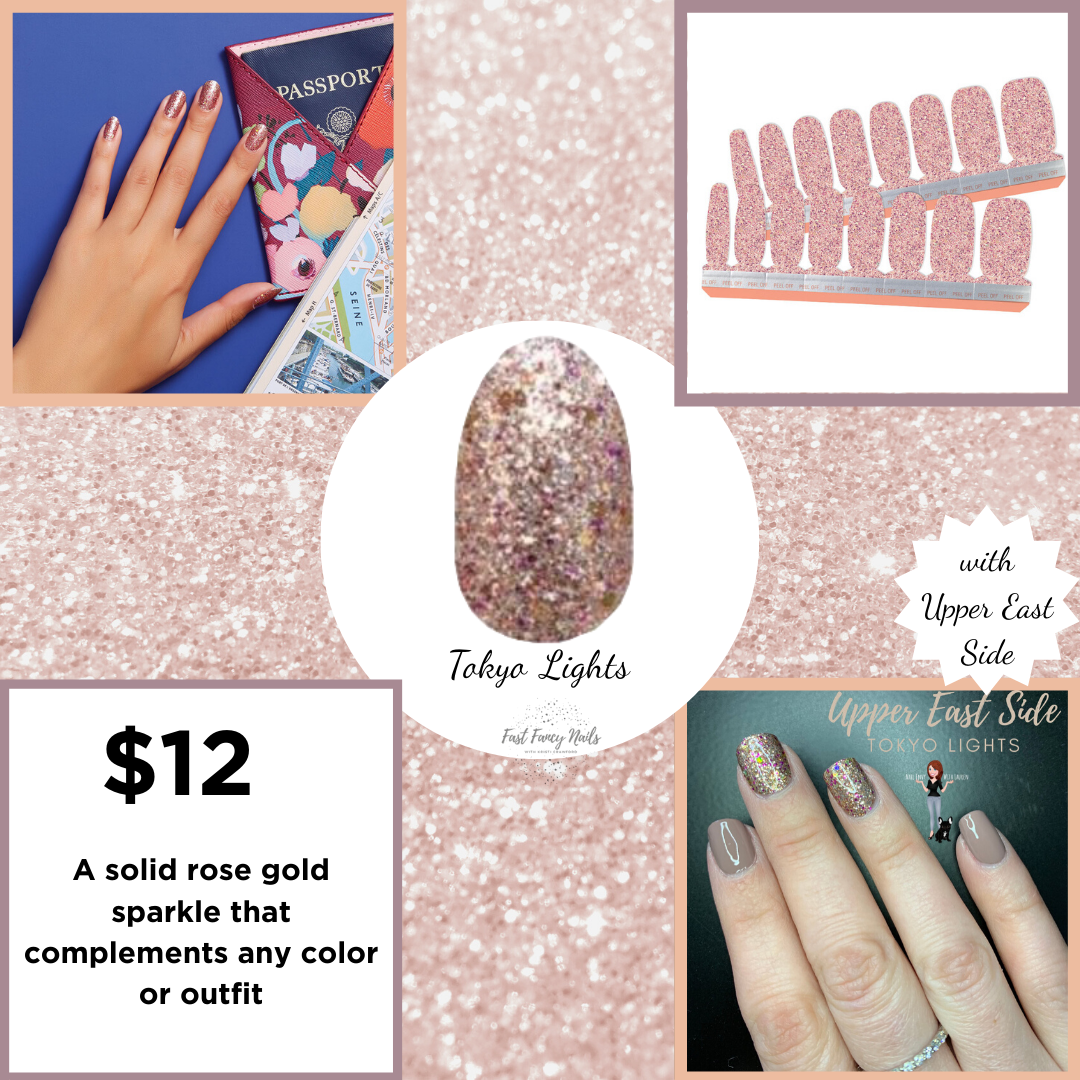 PASSPORT
SEINE
Tokyo Lights
Fast Fancy Nails
with
Upper East
Side
$12
A solid rose gold
sparkle that
complements any color
or outfit
Upper East Side
TOKYO LIGHTS